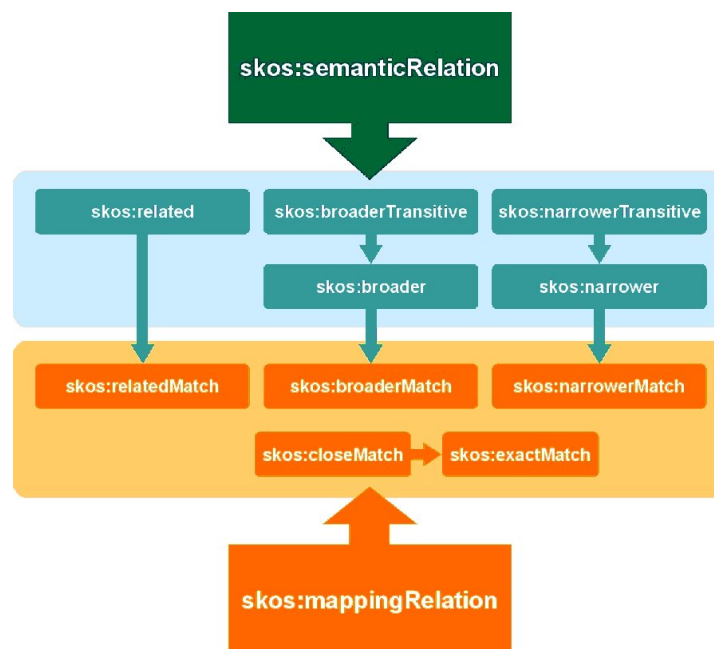 skos:semanticRelation
skos:related
skos:broaderTransitive
skos:narrowerTransitive
skos:broader
skos:narrower
skos:relatedMatch
skos:broaderMatch
skos:narrowerMatch
skos:closeMatch
skos:exactMatch
skos:mappingRelation